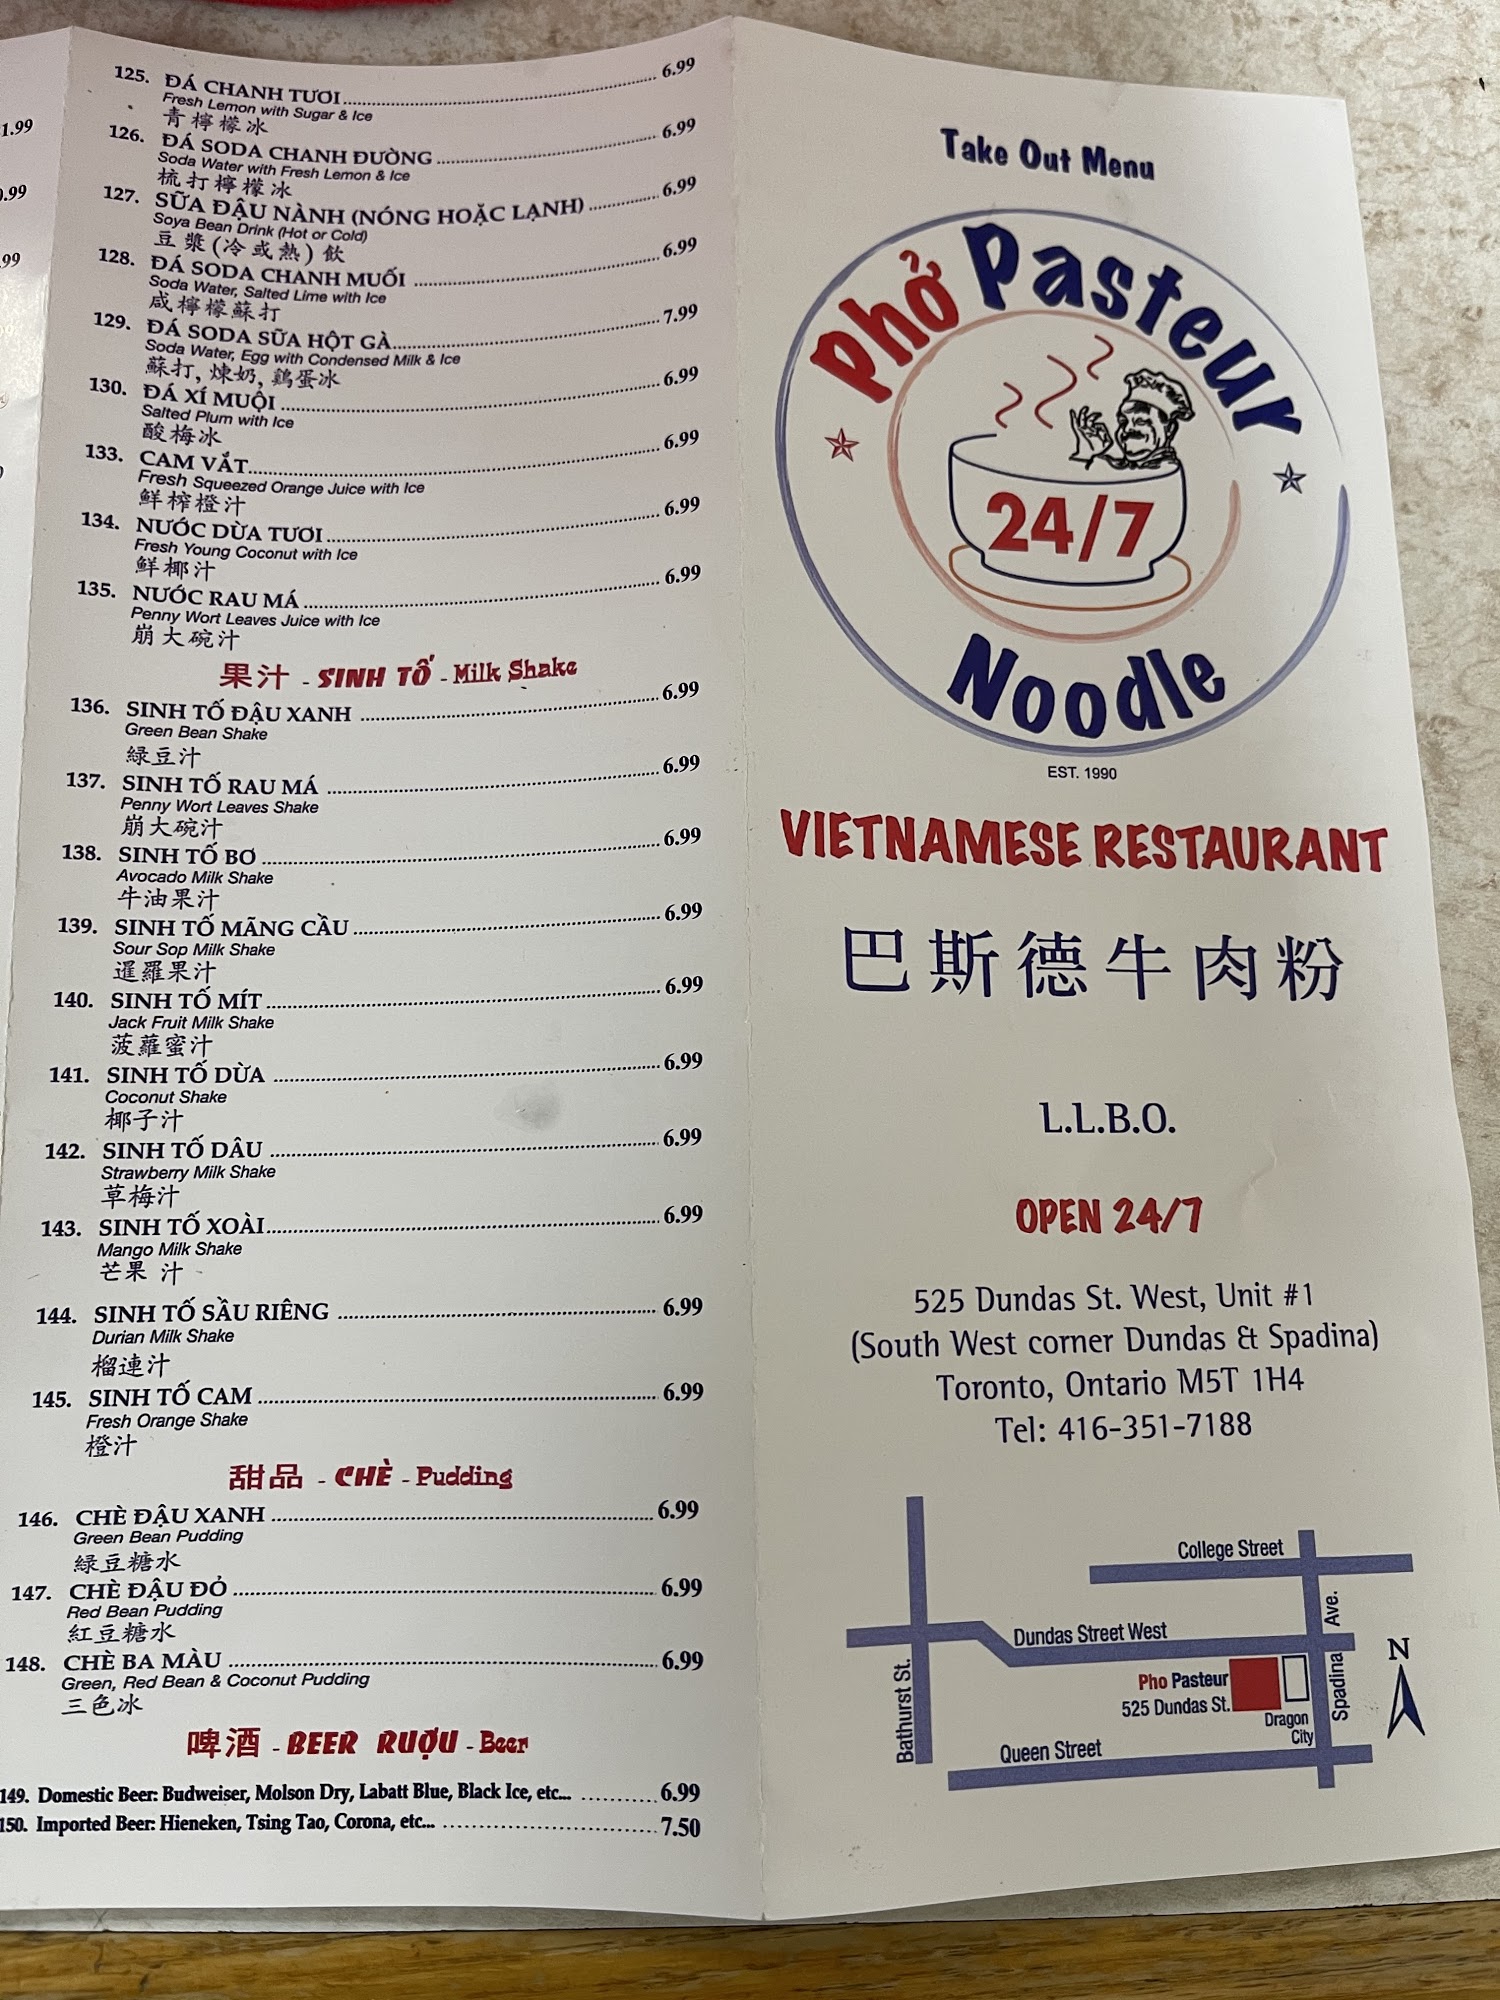 1.99
.99
99
125. ĐÁ CHANH TƯƠI 6.99
Fresh Lemon with Sugar & Ice
青檸檬冰
126. ĐÁ SODA CHANH ĐƯỜNG 6.99
Soda Water with Fresh Lemon & Ice
梳打檸檬冰
127. SỮA ĐẬU NÀNH (NÓNG HOẶC LẠNH) 6.99
Soya Bean Drink (Hot or Cold)
豆漿(冷或熱)飲
128. ĐÁ SODA CHANH MUỐI 6.99
Soda Water, Salted Lime with Ice
咸檸檬蘇打
129. ĐÁ SODA SỮA HỘT GÀ 7.99
Soda Water, Egg with Condensed Milk & Ice
蘇打, 煉奶, 鷄蛋冰
130. ĐÁ XÍ MUỘI 6.99
Salted Plum with Ice
酸梅冰
133. CAM VẮT 6.99
Fresh Squeezed Orange Juice with Ice
鮮榨橙汁
134. NƯỚC DỪA TƯƠI 6.99
Fresh Young Coconut with Ice
鮮椰汁
135. NƯỚC RAU MÁ 6.99
Penny Wort Leaves Juice with Ice
崩大碗汁
果汁 - SINH TỐ - Milk Shake
136. SINH TỐ ĐẬU XANH 6.99
Green Bean Shake
綠豆汁
137. SINH TỐ RAU MÁ 6.99
Penny Wort Leaves Shake
崩大碗汁
138. SINH TỐ BƠ 6.99
Avocado Milk Shake
牛油果汁
139. SINH TỐ MÃNG CẦU 6.99
Sour Sop Milk Shake
暹羅果汁
140. SINH TỐ MÍT 6.99
Jack Fruit Milk Shake
菠蘿蜜汁
141. SINH TỐ DỪA 6.99
Coconut Shake
椰子汁
142. SINH TỐ DÂU 6.99
Strawberry Milk Shake
草梅汁
143. SINH TỐ XOÀI 6.99
Mango Milk Shake
芒果 汁
144. SINH TỐ SẦU RIÊNG 6.99
Durian Milk Shake
榴連汁
145. SINH TỐ CAM 6.99
Fresh Orange Shake
橙汁
甜品 - CHÈ - Pudding
146. CHÈ ĐẬU XANH 6.99
Green Bean Pudding
綠豆糖水
147. CHÈ ĐẬU ĐỎ 6.99
Red Bean Pudding
紅豆糖水
148. CHÈ BA MÀU 6.99
Green, Red Bean & Coconut Pudding
三色冰
啤酒 - BEER RƯỢU - Beer
149. Domestic Beer: Budweiser, Molson Dry, Labatt Blue, Black Ice, etc... 6.99
150. Imported Beer: Hieneken, Tsing Tao, Corona, etc... 7.50
Take Out Menu
Phở Pasteur
24/7
Noodle
EST. 1990
VIETNAMESE RESTAURANT
巴斯德牛肉粉
L.L.B.O.
OPEN 24/7
525 Dundas St. West, Unit #1
(South West corner Dundas & Spadina)
Toronto, Ontario M5T 1H4
Tel: 416-351-7188
College Street
Dundas Street West
Spadina Ave.
Bathurst St.
Pho Pasteur
525 Dundas St.
Dragon
City
Queen Street
N